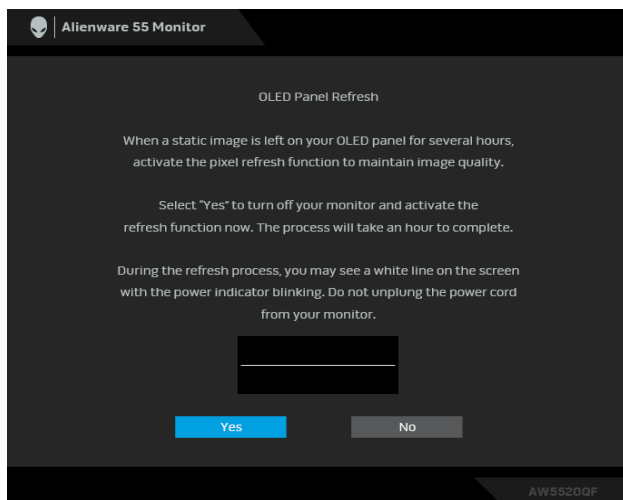 Alienware 55 Monitor
OLED Panel Refresh
When a static image is left on your OLED panel for several hours,
activate the pixel refresh function to maintain image quality.
Select "Yes" to turn off your monitor and activate the
refresh function now. The process will take an hour to complete.
During the refresh process, you may see a white line on the screen
with the power indicator blinking. Do not unplung the power cord
from your monitor.
Yes
No
AW5520QF